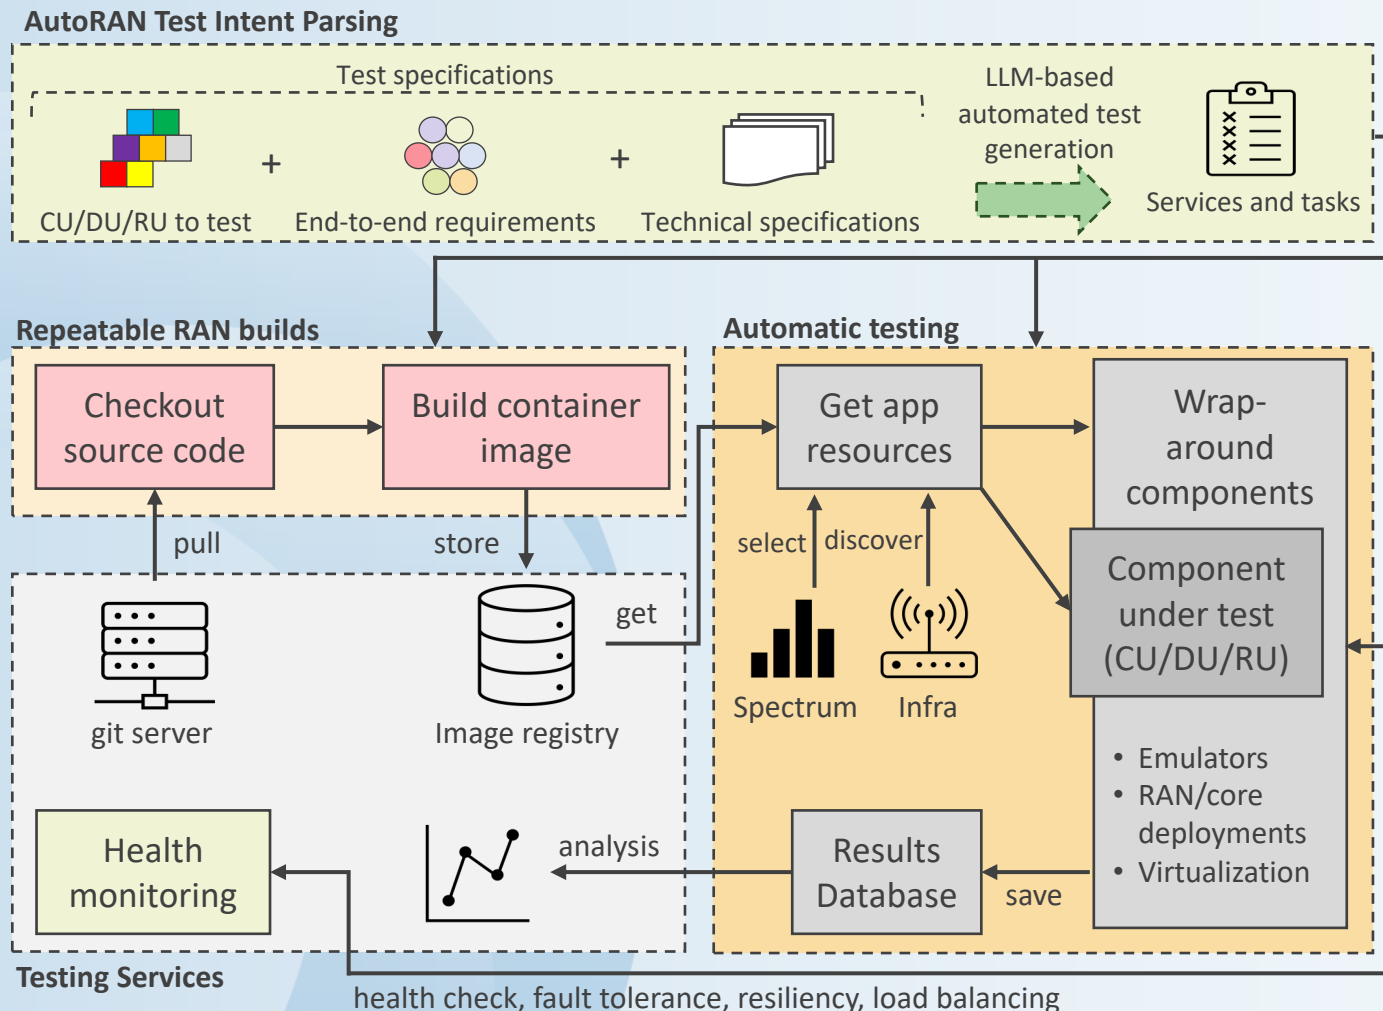 AutoRAN Test Intent Parsing
Test specifications
CU/DU/RU to test
+
End-to-end requirements
+
Technical specifications
LLM-based
automated test
generation
Services and tasks
Repeatable RAN builds
Checkout
source code
Build container
image
pull
store
git server
Image registry
get
Health
monitoring
analysis
Testing Services
Automatic testing
Get app
resources
select
discover
Spectrum
Infra
Wrap-
around
components
Component
under test
(CU/DU/RU)
• Emulators
• RAN/core
deployments
• Virtualization
Results
Database
save
health check, fault tolerance, resiliency, load balancing